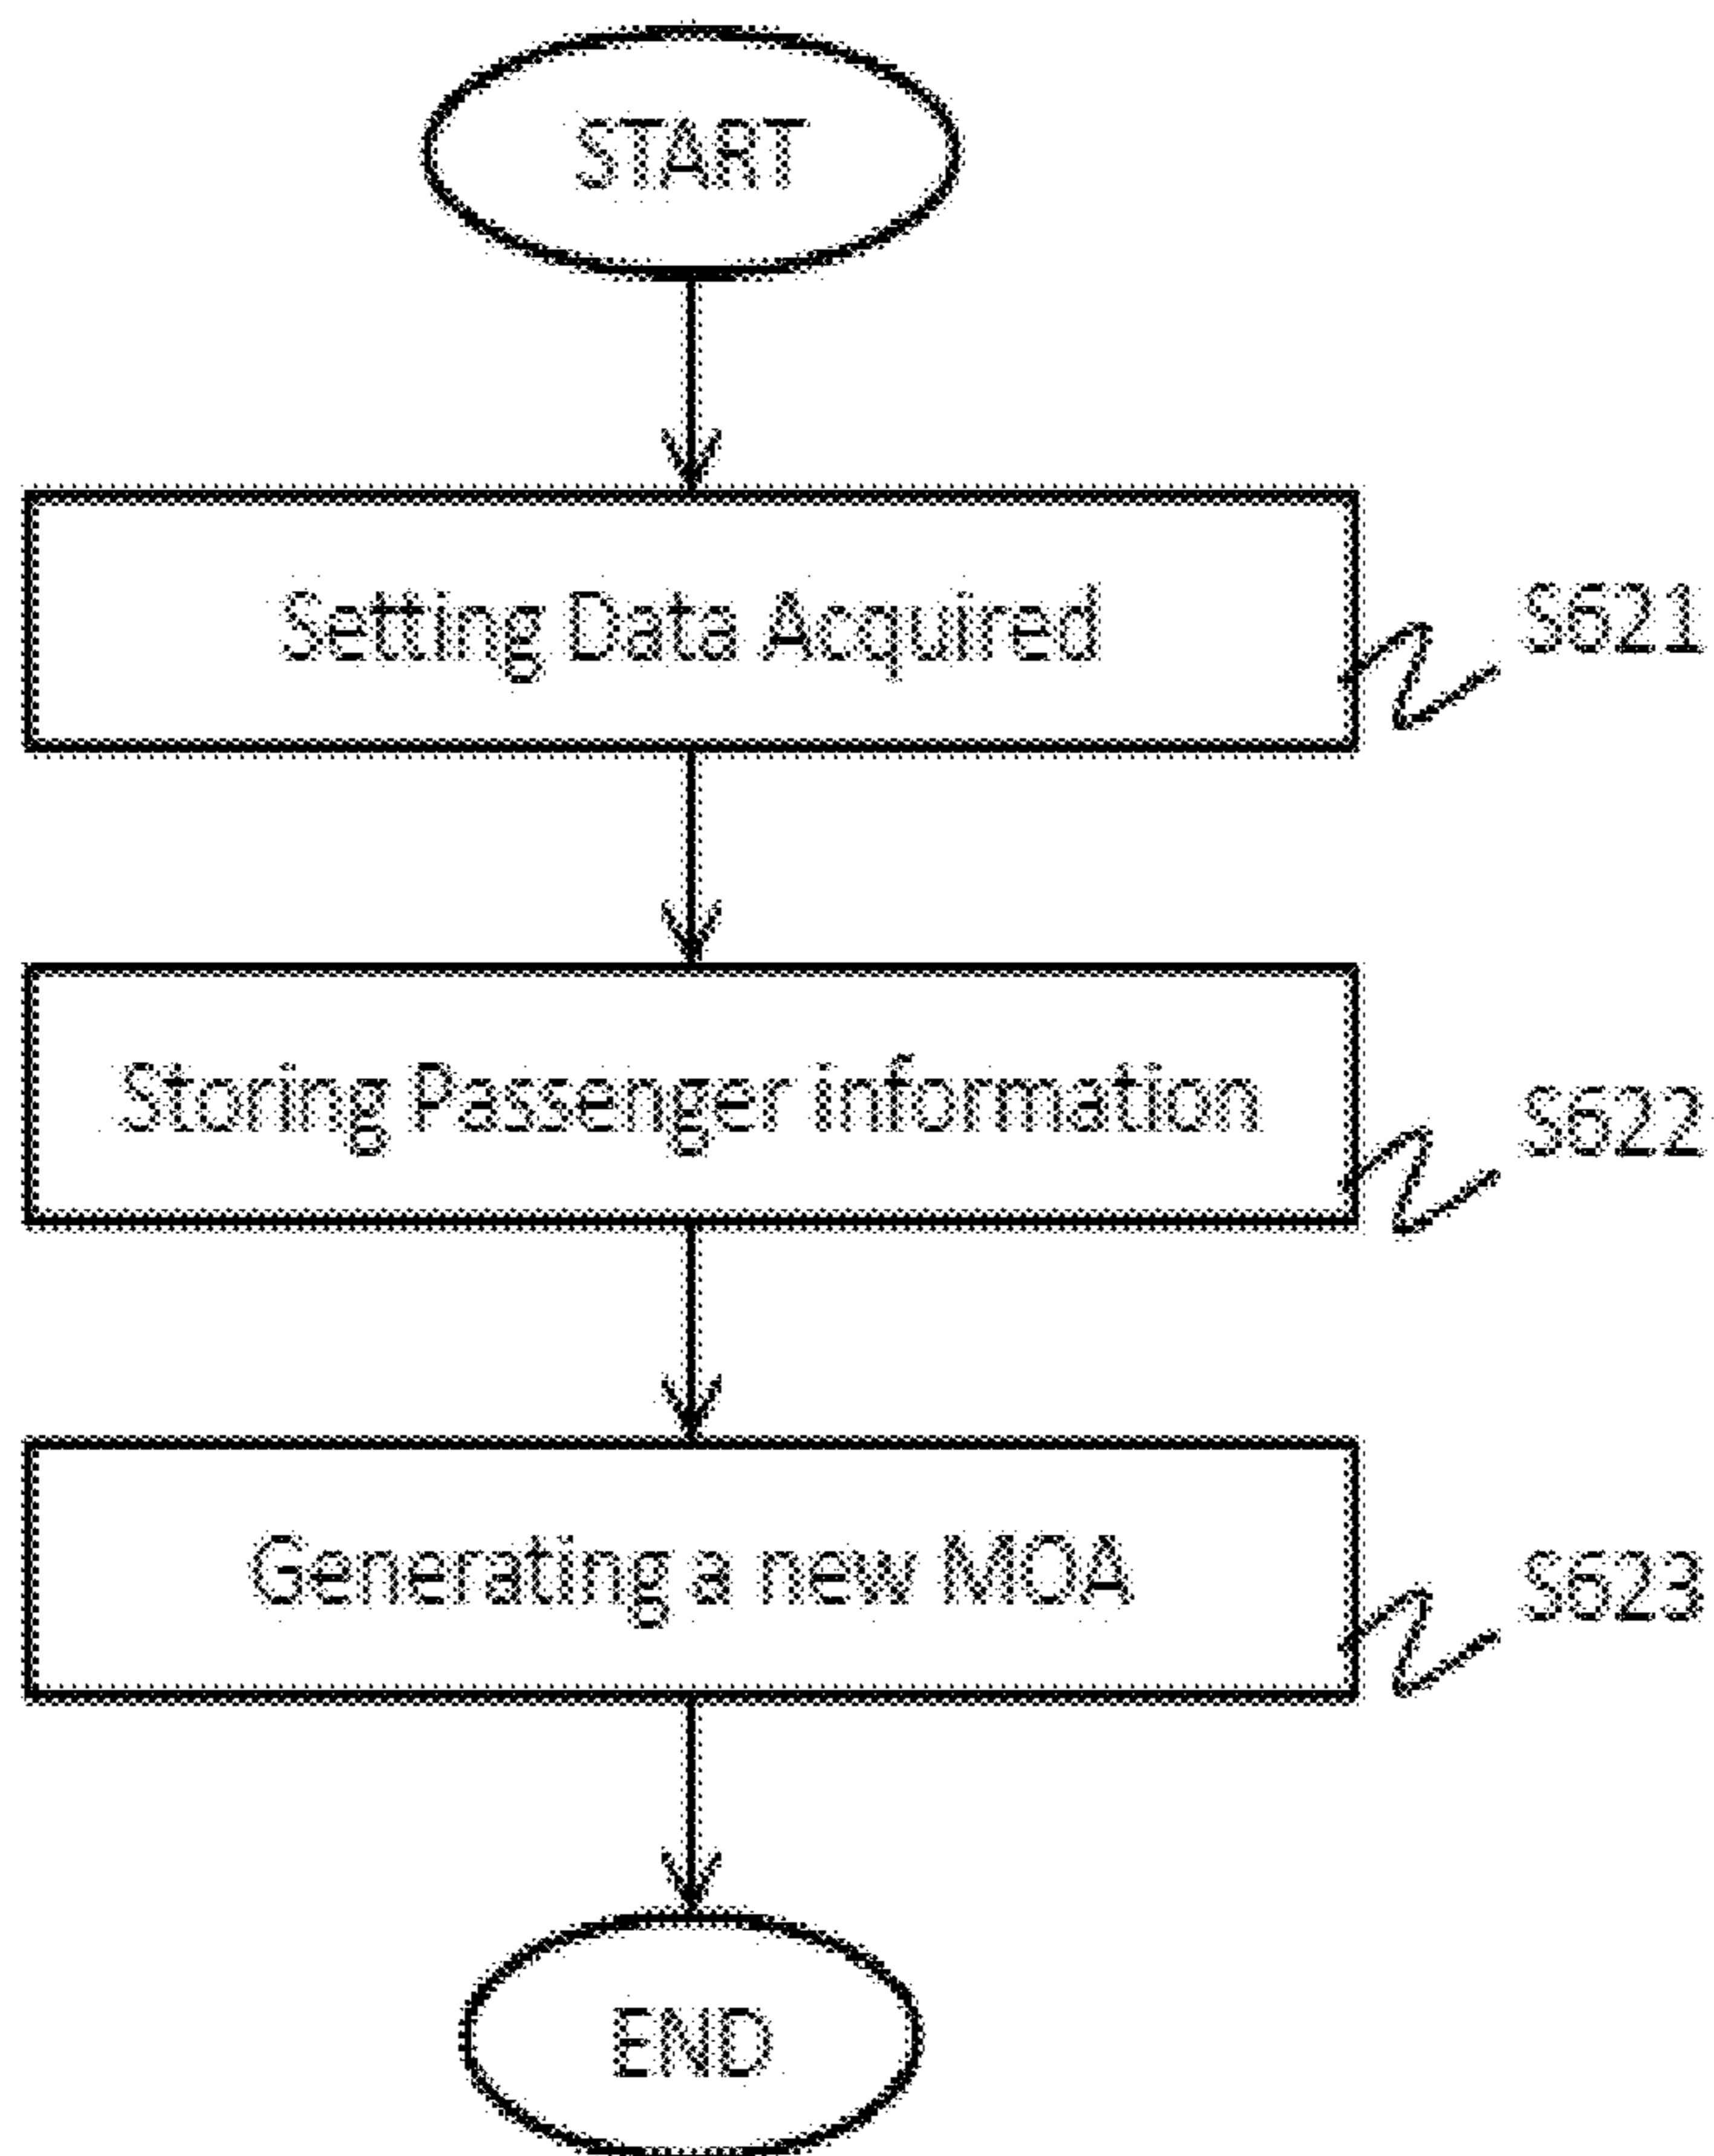 START
Setting Data Acquired
S621
Storing Passenger information
S622
Generating a new MOA
S623
END